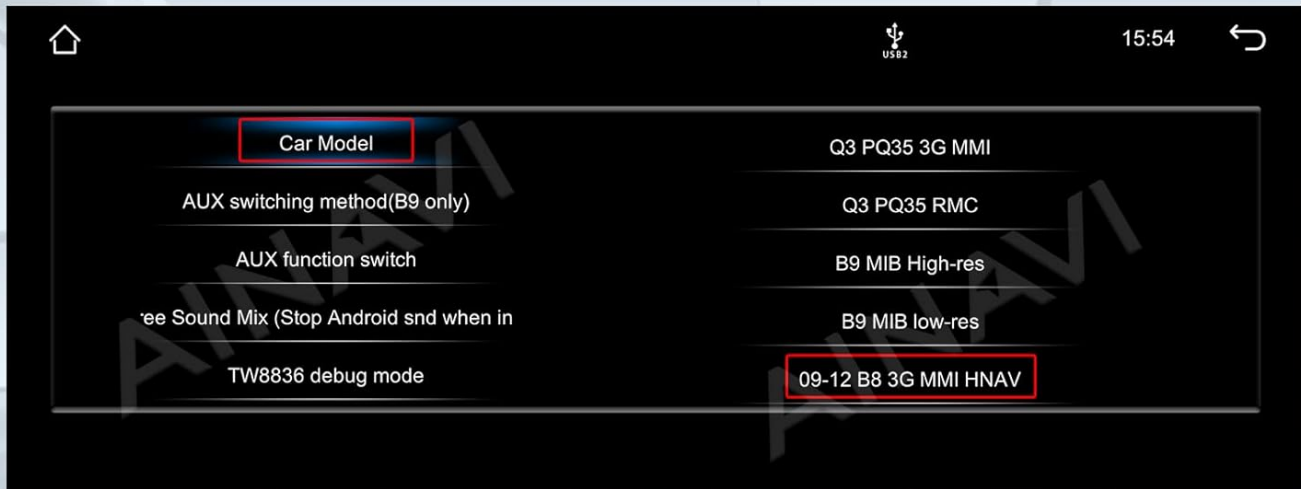 USB2
15:54
Car Model
AUX switching method(B9 only)
AUX function switch
ree Sound Mix (Stop Android snd when in
TW8836 debug mode
Q3 PQ35 3G MMI
Q3 PQ35 RMC
B9 MIB High-res
B9 MIB low-res
09-12 B8 3G MMI HNAV
AINAVI
AINAVI